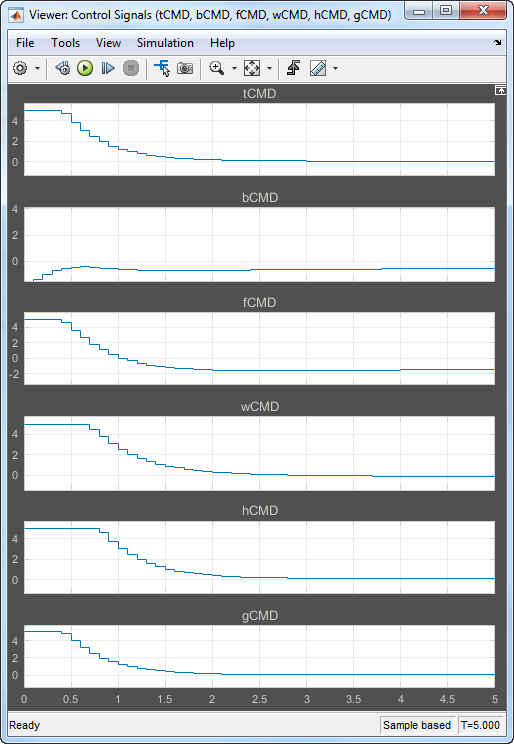 Viewer: Control Signals (tCMD, bCMD, fCMD, wCMD, hCMD, gCMD)
File Tools View Simulation Help
tCMD
4
2
0
bCMD
4
2
0
fCMD
4
2
0
-2
wCMD
4
2
0
hCMD
4
2
0
gCMD
4
2
0
0 0.5 1 1.5 2 2.5 3 3.5 4 4.5 5
Ready Sample based T=5.000